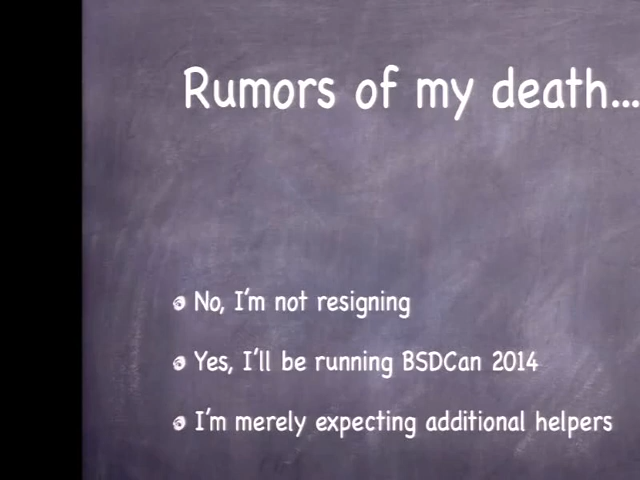 Rumors of my death...
No, I'm not resigning
Yes, I'll be running BSDCan 2014
I'm merely expecting additional helpers